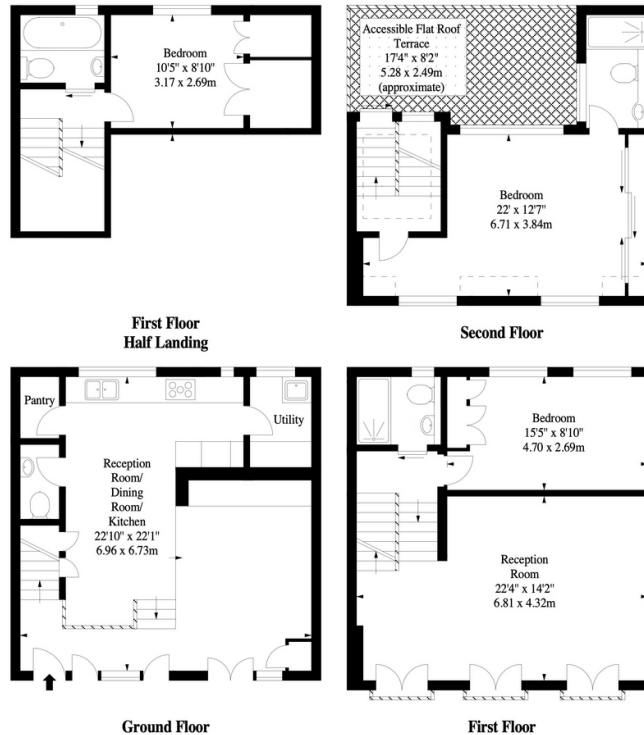 Bedroom
10'5" x 8'10"
3.17 x 2.69m
First Floor
Half Landing
Accessible Flat Roof
Terrace
17'4" x 8'2"
5.28 x 2.49m
(approximate)
Bedroom
22' x 12'7"
6.71 x 3.84m
Second Floor
Pantry
Utility
Reception
Room/
Dining
Room/
Kitchen
22'10" x 22'1"
6.96 x 6.73m
Ground Floor
Bedroom
15'5" x 8'10"
4.70 x 2.69m
Reception
Room
22'4" x 14'2"
6.81 x 4.32m
First Floor